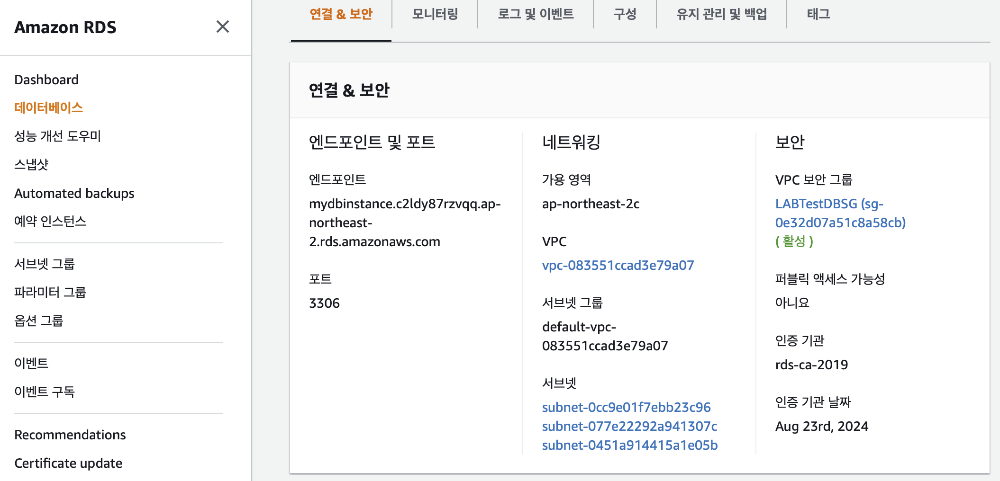 Amazon RDS
Dashboard
데이터베이스
성능 개선 도우미
스냅샷
Automated backups
예약 인스턴스
서브넷 그룹
파라미터 그룹
옵션 그룹
이벤트
이벤트 구독
Recommendations
Certificate update
연결 & 보안
모니터링
로그 및 이벤트
구성
유지 관리 및 백업
태그
연결 & 보안
엔드포인트 및 포트
엔드포인트
mydbinstance.c2ldy87rzvqq.ap-
northeast-
2.rds.amazonaws.com
포트
3306
네트워킹
가용 영역
ap-northeast-2c
VPC
vpc-083551ccad3e79a07
서브넷 그룹
default-vpc-
083551ccad3e79a07
서브넷
subnet-0cc9e01f7ebb23c96
subnet-077e22292a941307c
subnet-0451a914415a1e05b
보안
VPC 보안 그룹
LABTestDBSG (sg-
0e32d07a51c8a58cb)
( 활성 )
퍼블릭 액세스 가능성
아니요
인증 기관
rds-ca-2019
인증 기관 날짜
Aug 23rd, 2024